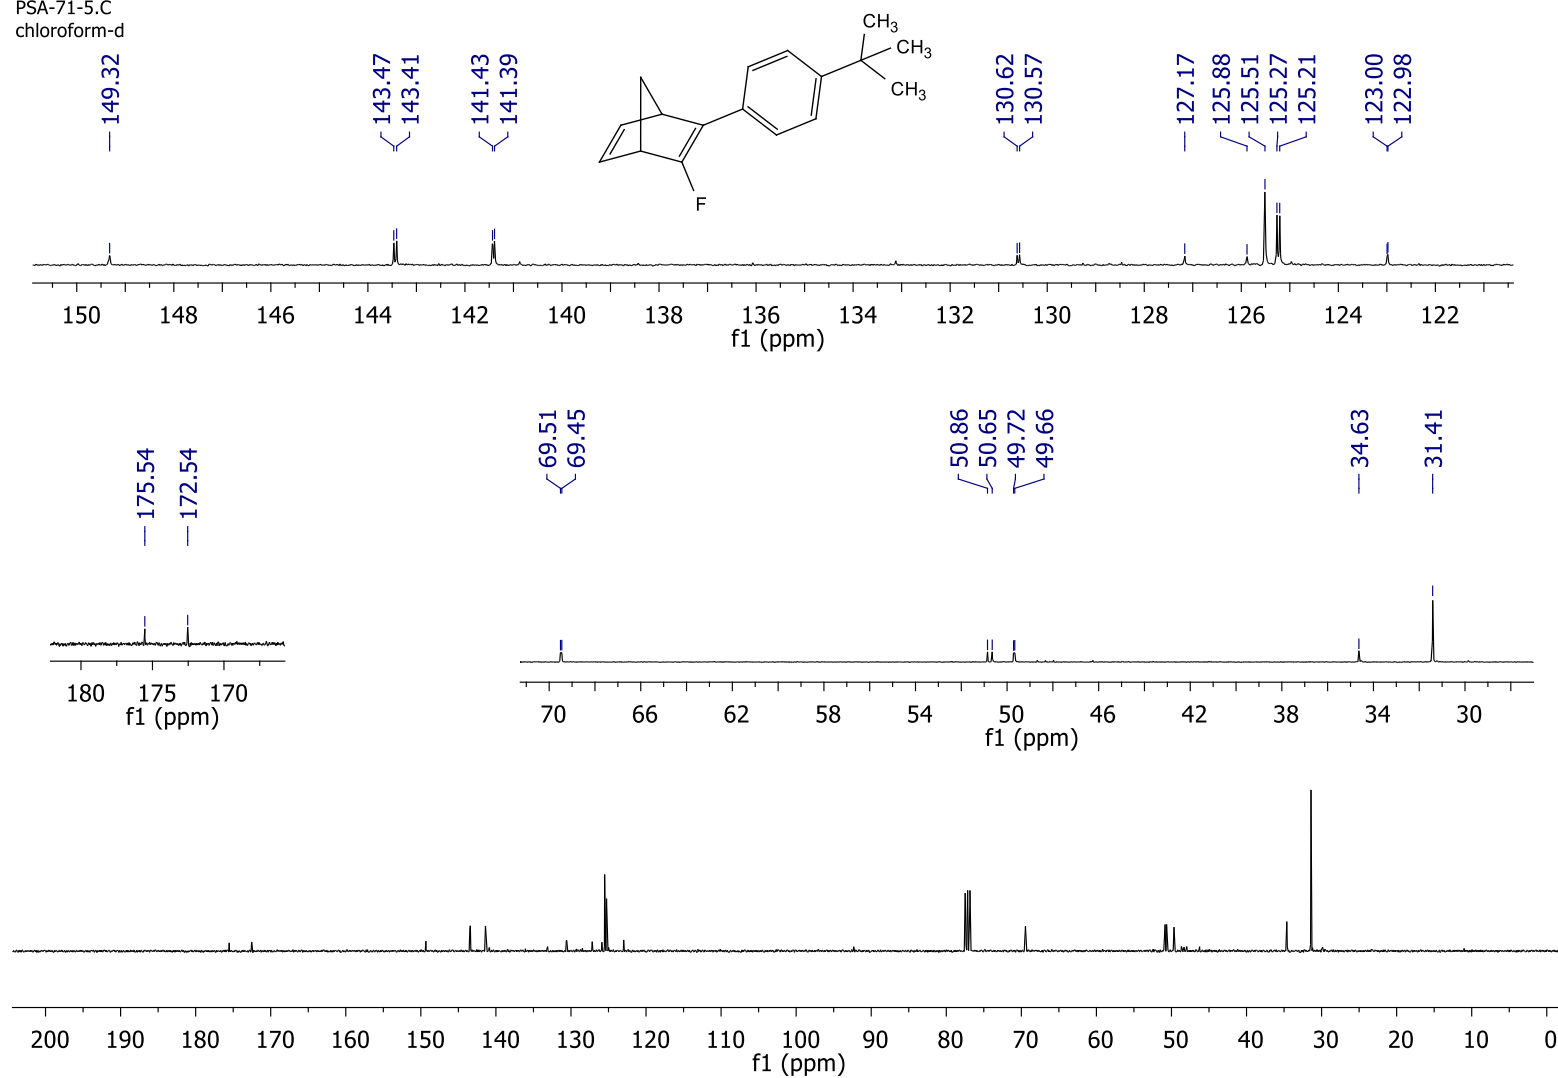 PSA-71-5.C
chloroform-d
CH3
CH3
CH3
F
149.32
143.47
143.41
141.43
141.39
130.62
130.57
127.17
125.88
125.51
125.27
125.21
123.00
122.98
150 148 146 144 142 140 138 136 134 132 130 128 126 124 122
f1 (ppm)
175.54
172.54
180 175 170
f1 (ppm)
69.51
69.45
50.86
50.65
49.72
49.66
34.63
31.41
70 66 62 58 54 50 46 42 38 34 30
f1 (ppm)
200 190 180 170 160 150 140 130 120 110 100 90 80 70 60 50 40 30 20 10 0
f1 (ppm)